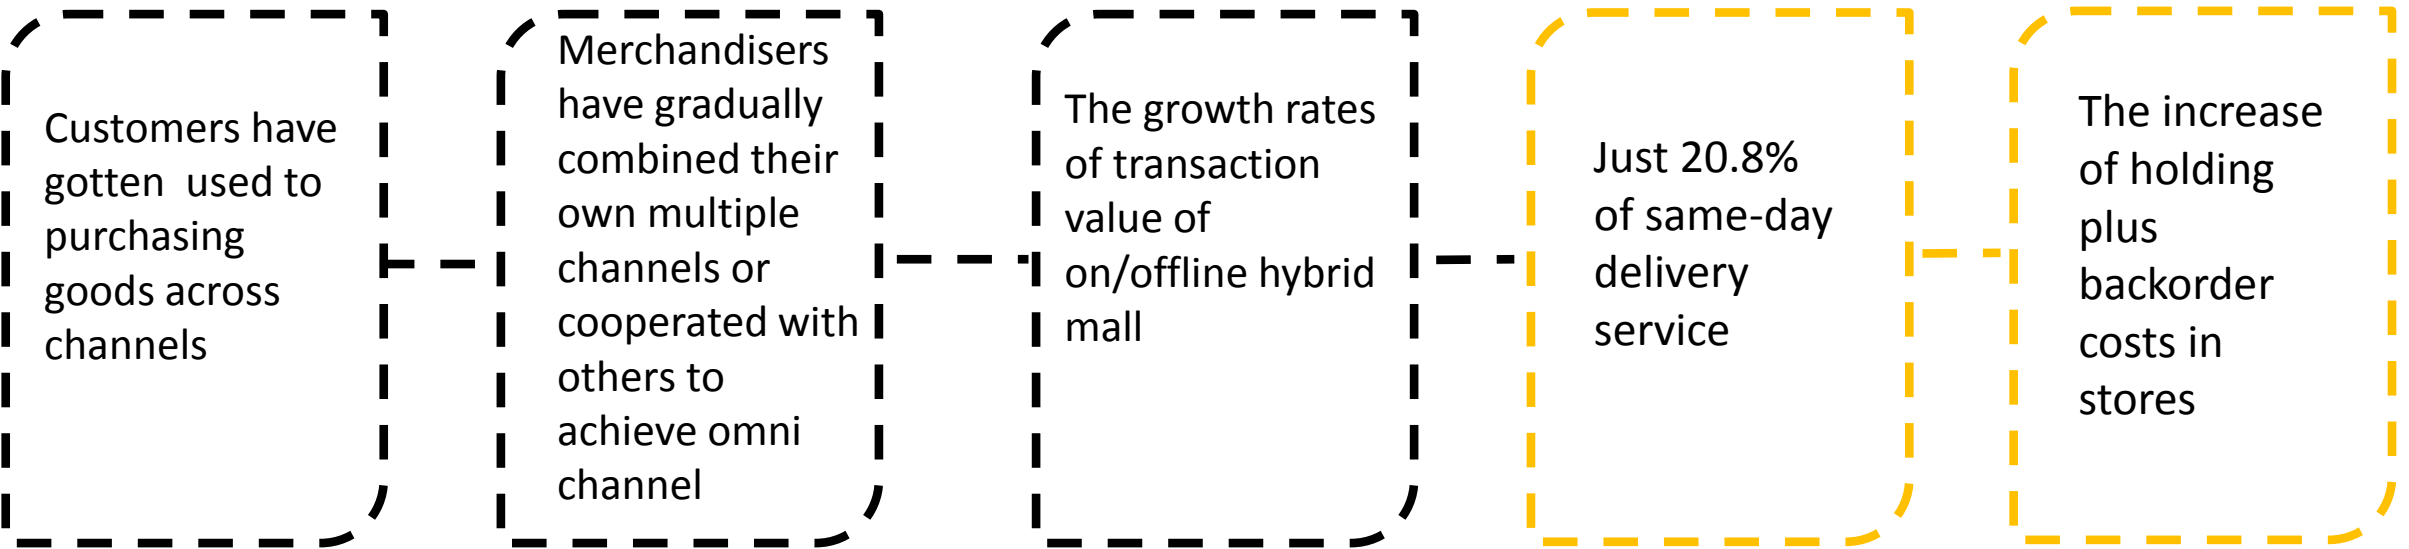 Customers have
gotten  used to
purchasing
goods across
channels
Merchandisers
have gradually
combined their
own multiple
channels or
cooperated with
others to
achieve omni
channel
The growth rates
of transaction
value of
on/offline hybrid
mall
Just 20.8%
of same-day
delivery
service
The increase
of holding
plus
backorder
costs in
stores